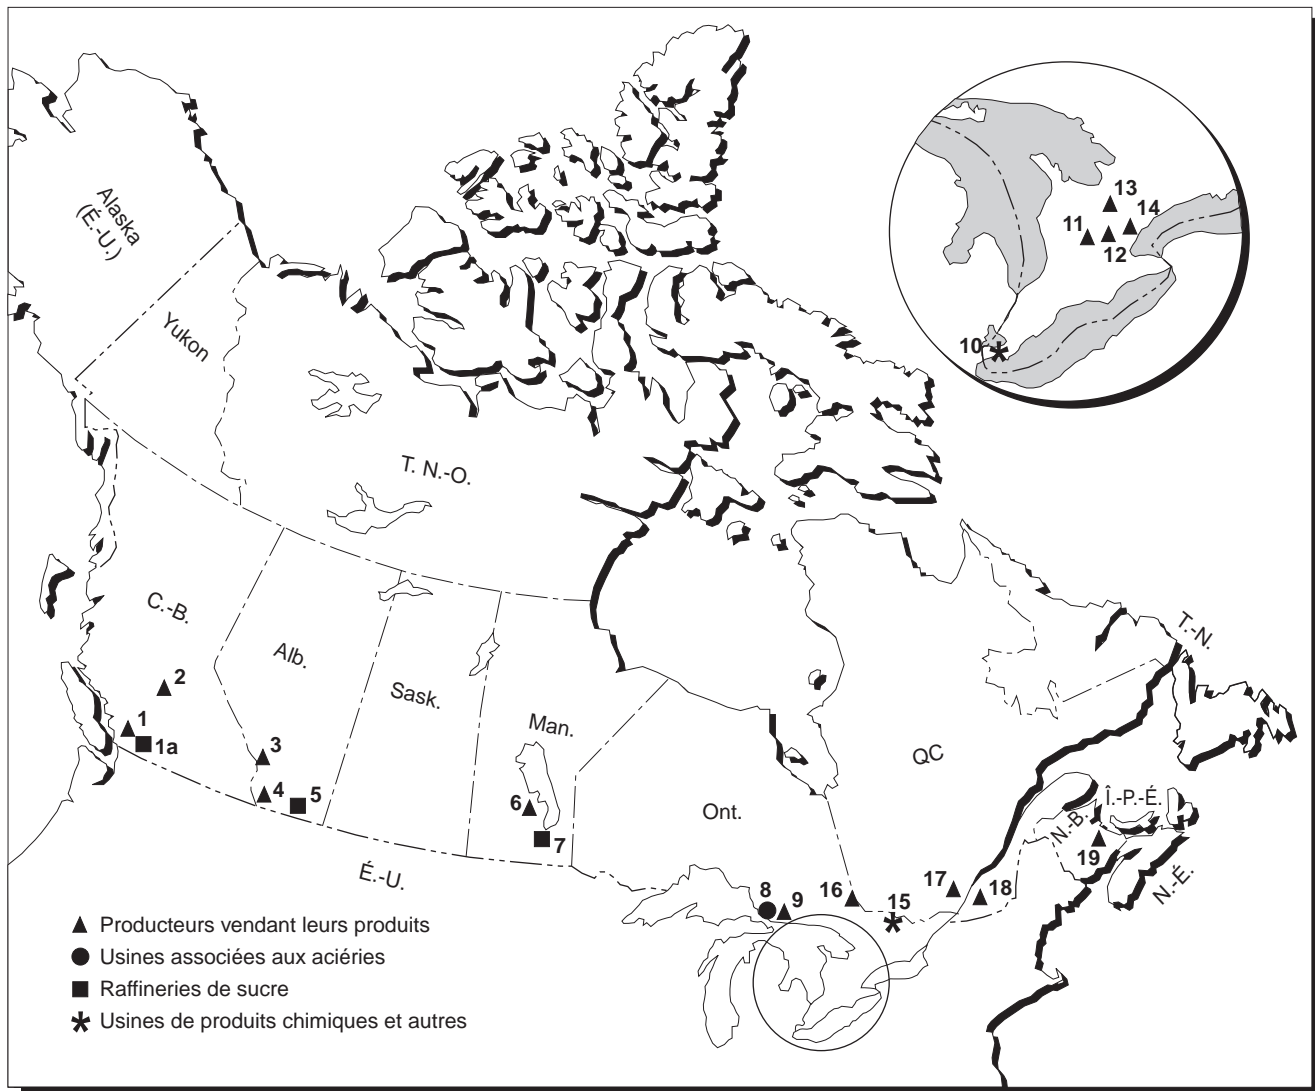 Alaska
(É.-U.)
Yukon
T. N.-O.
C.-B.
Alb.
Sask.
Man.
Ont.
QC
T.-N.
Î.-P.-É.
N.-B.
N.-É.
É.-U.
1
1a
2
3
4
5
6
7
8
9
16
15
17
18
19
13
14
11
12
10
Producteurs vendant leurs produits
Usines associées aux aciéries
Raffineries de sucre
Usines de produits chimiques et autres